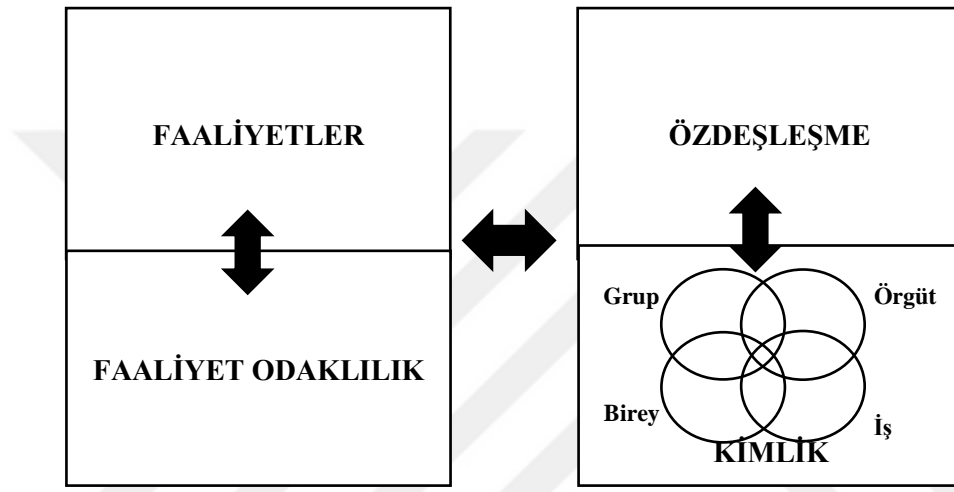 FAALİYETLER
FAALİYET ODAKLILIK
ÖZDEŞLEŞME
Grup
Örgüt
Birey
İş
KİMLİK